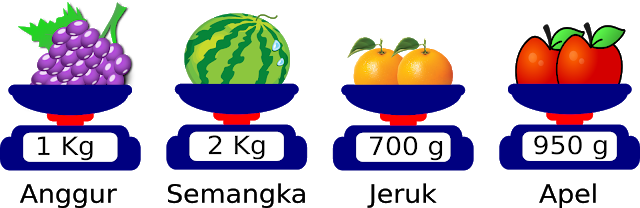 1 Kg 2 Kg 700 g 950 g
Anggur Semangka Jeruk Apel